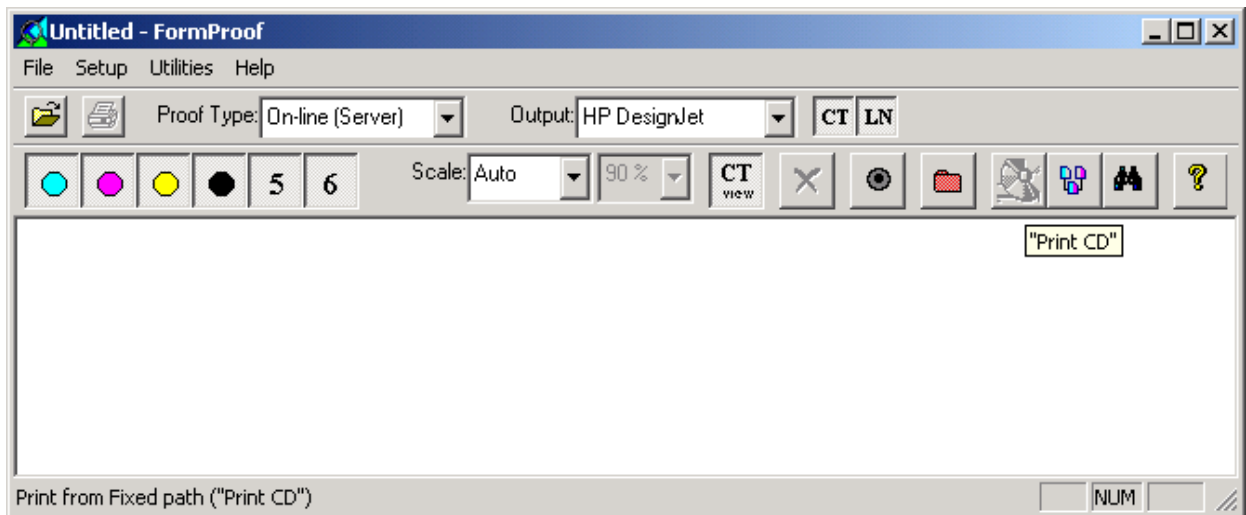 Untitled - FormProof
File Setup Utilities Help
Proof Type: On-line (Server) Output: HP DesignJet CT LN
5 6 Scale: Auto 90 % CT view ?
"Print CD"
Print from Fixed path ("Print CD") NUM